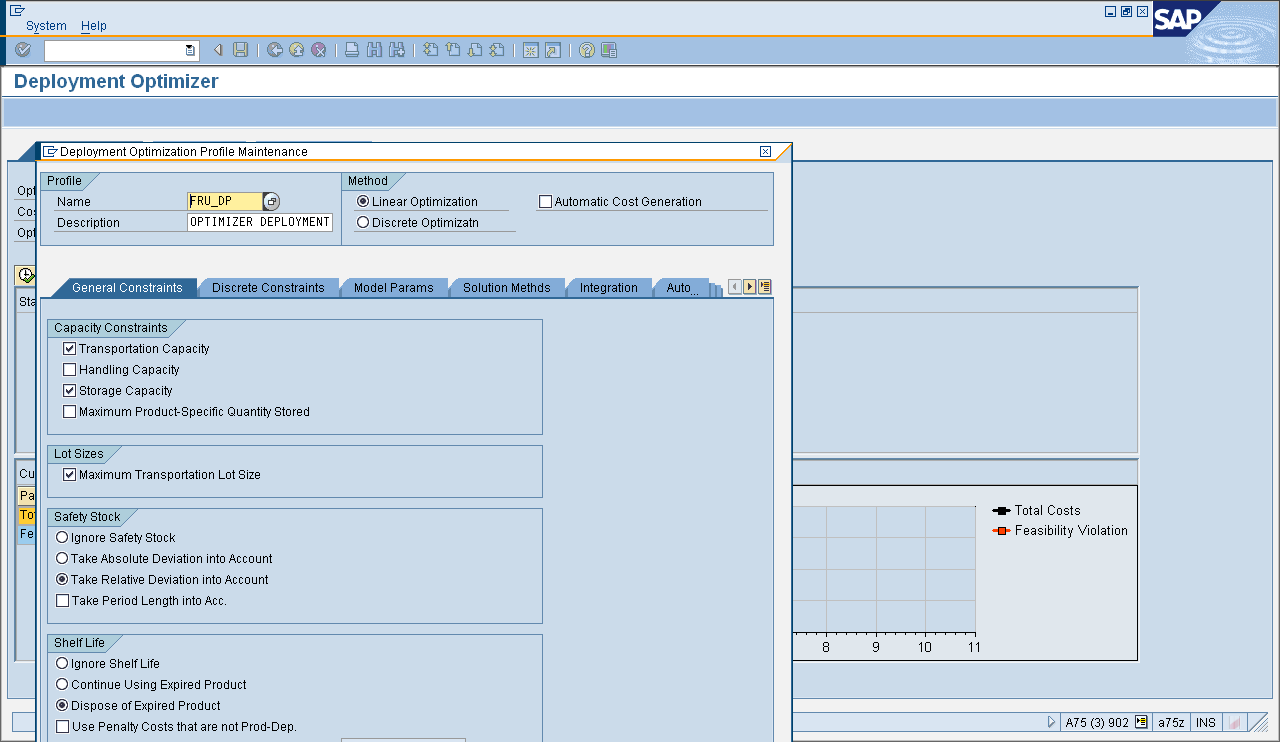 System Help
SAP
Deployment Optimizer
Deployment Optimization Profile Maintenance
Profile
Name FRU_DP
Description OPTIMIZER DEPLOYMENT
Method
Linear Optimization Automatic Cost Generation
Discrete Optimizatn
Opt
Cos
Opt
General Constraints Discrete Constraints Model Params Solution Methds Integration Auto...
Sta
Capacity Constraints
Transportation Capacity
Handling Capacity
Storage Capacity
Maximum Product-Specific Quantity Stored
Lot Sizes
Maximum Transportation Lot Size
Cu
Pa
Tot
Fe
Safety Stock
Ignore Safety Stock
Take Absolute Deviation into Account
Take Relative Deviation into Account
Take Period Length into Acc.
Total Costs
Feasibility Violation
8 9 10 11
Shelf Life
Ignore Shelf Life
Continue Using Expired Product
Dispose of Expired Product
Use Penalty Costs that are not Prod-Dep.
A75 (3) 902 a75z INS